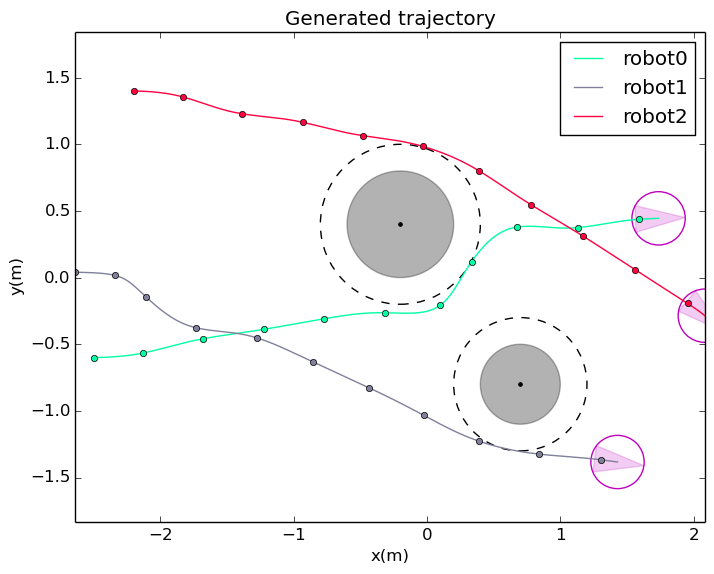 Generated trajectory
robot0
robot1
robot2
y(m)
1.5
1.0
0.5
0.0
−0.5
−1.0
−1.5
−2 −1 0 1 2
x(m)